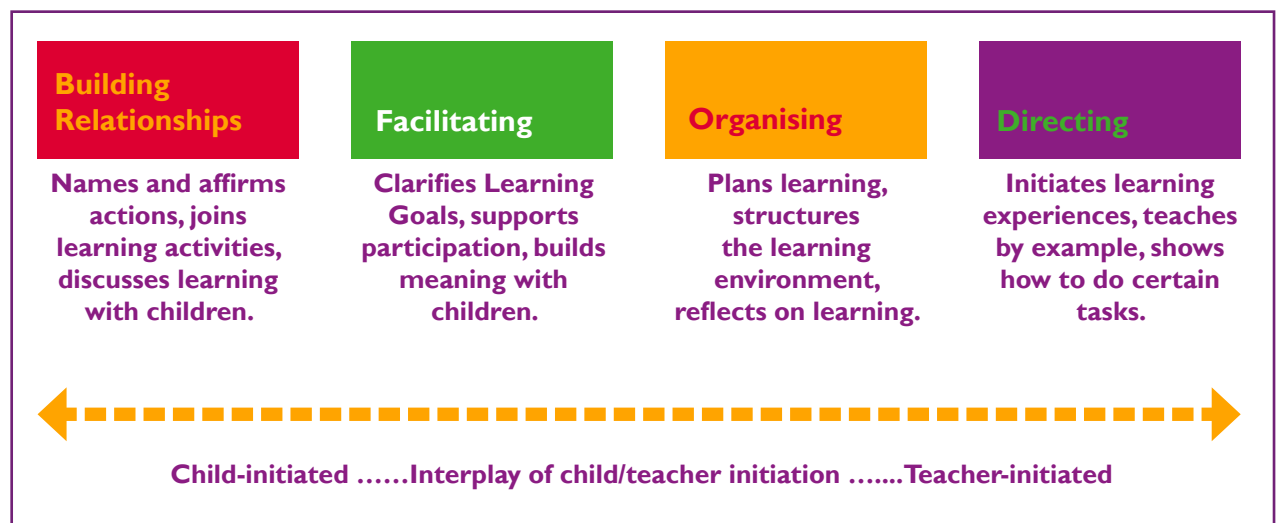 Building
Relationships
Names and affirms
actions, joins
learning activities,
discusses learning
with children.
Facilitating
Clarifies Learning
Goals, supports
participation, builds
meaning with
children.
Organising
Plans learning,
structures
the learning
environment,
reflects on learning.
Directing
Initiates learning
experiences, teaches
by example, shows
how to do certain
tasks.
Child-initiated ……Interplay of child/teacher initiation …....Teacher-initiated